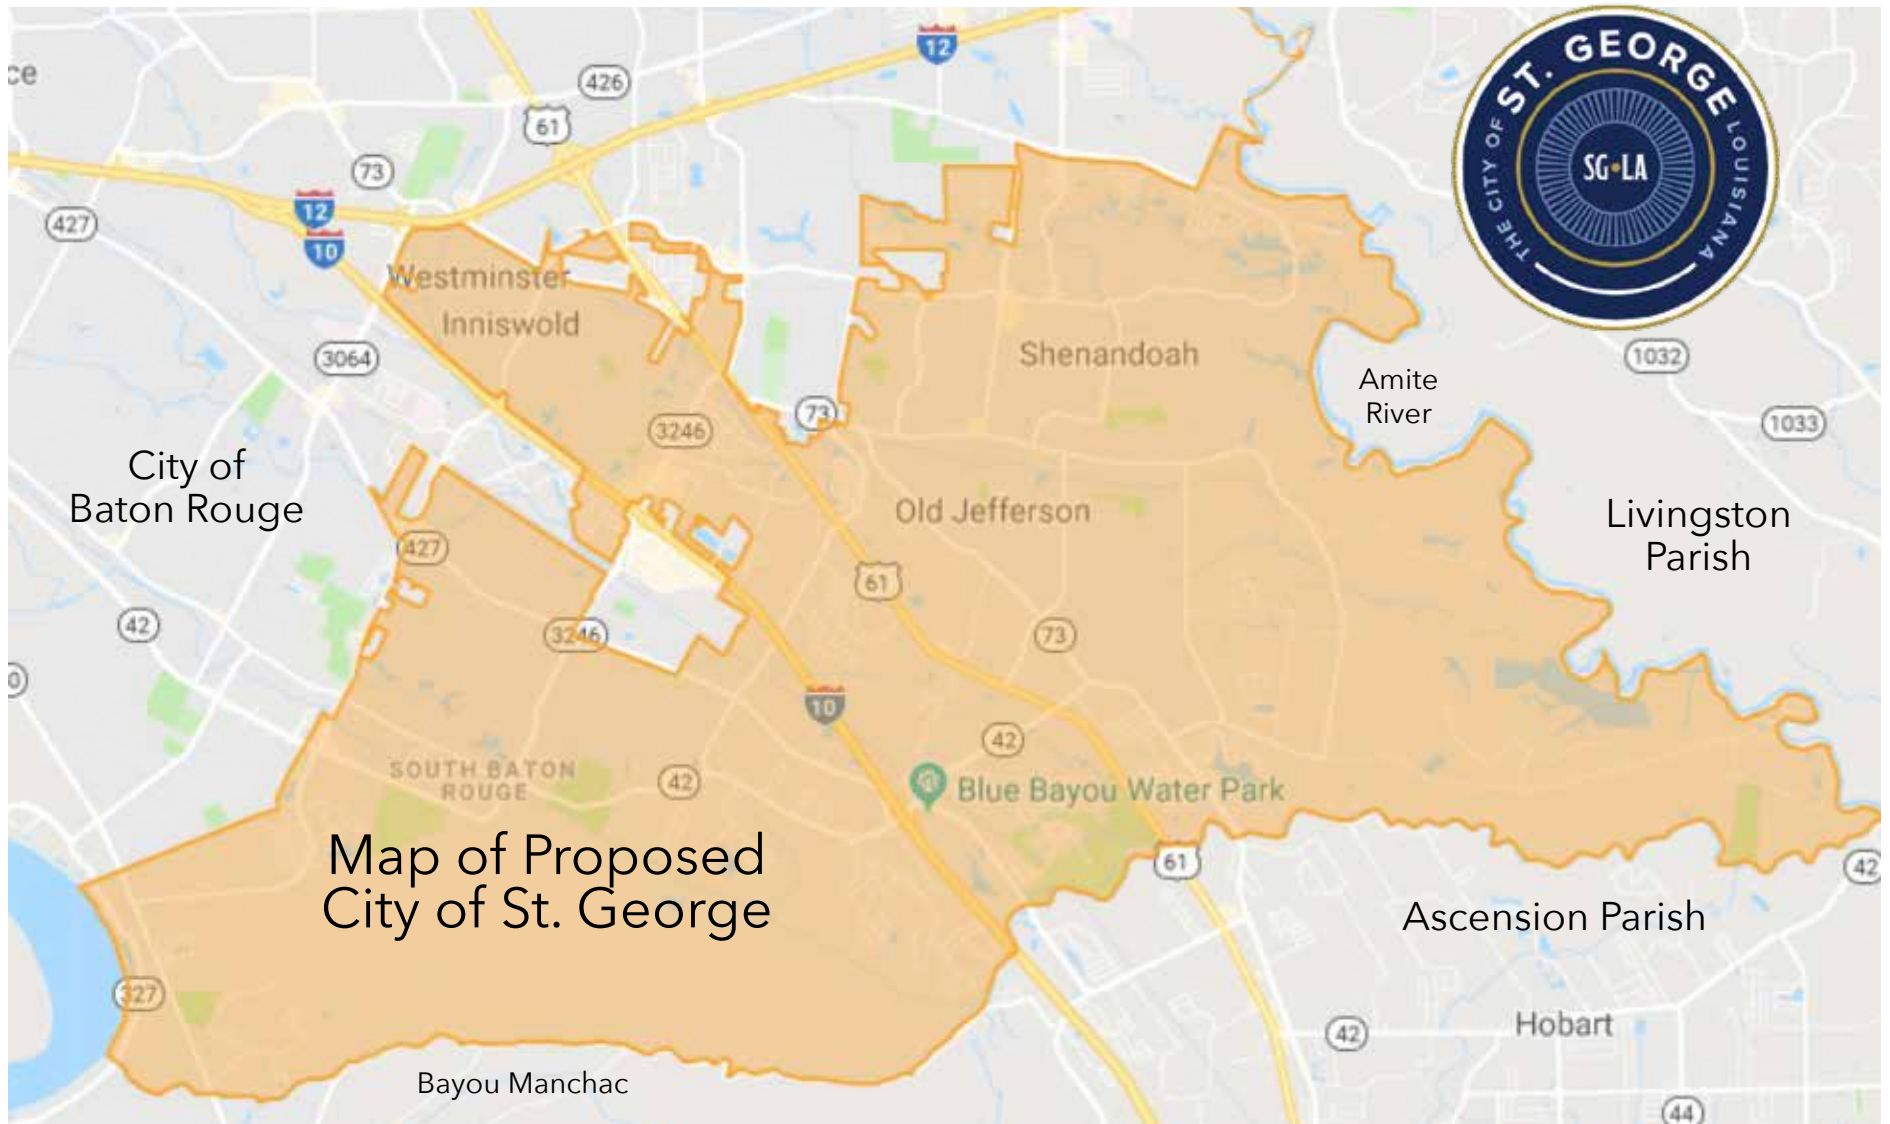 ce
426
12
61
73
427
12
10
Westminster
Inniswold
3064
Shenandoah
73
3246
Amite
River
1032
1033
THE CITY OF ST. GEORGE LOUISIANA
SG•LA
City of
Baton Rouge
427
42
0
3246
Old Jefferson
61
73
Livingston
Parish
10
42
SOUTH BATON
ROUGE
42
Blue Bayou Water Park
Map of Proposed
City of St. George
61
42
Ascension Parish
327
42
Hobart
Bayou Manchac
44